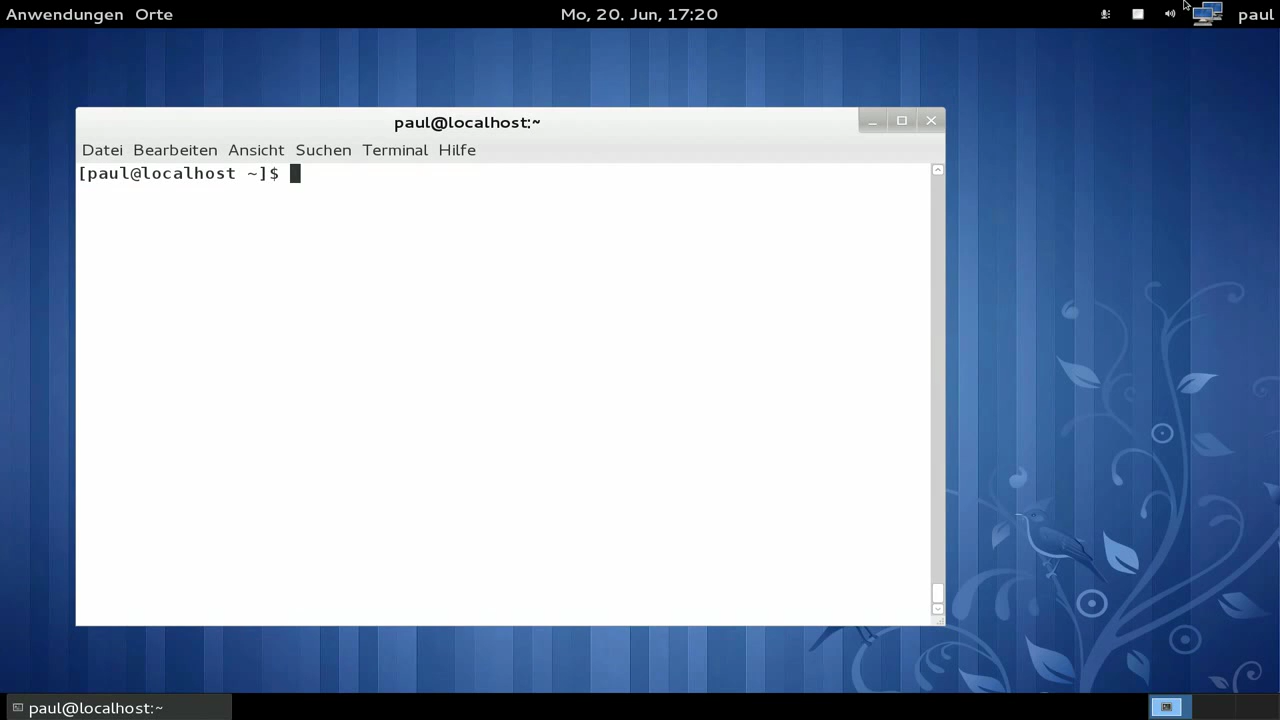 Anwendungen Orte Mo, 20. Jun, 17:20 paul
paul@localhost:~
Datei Bearbeiten Ansicht Suchen Terminal Hilfe
[paul@localhost ~]$
paul@localhost:~